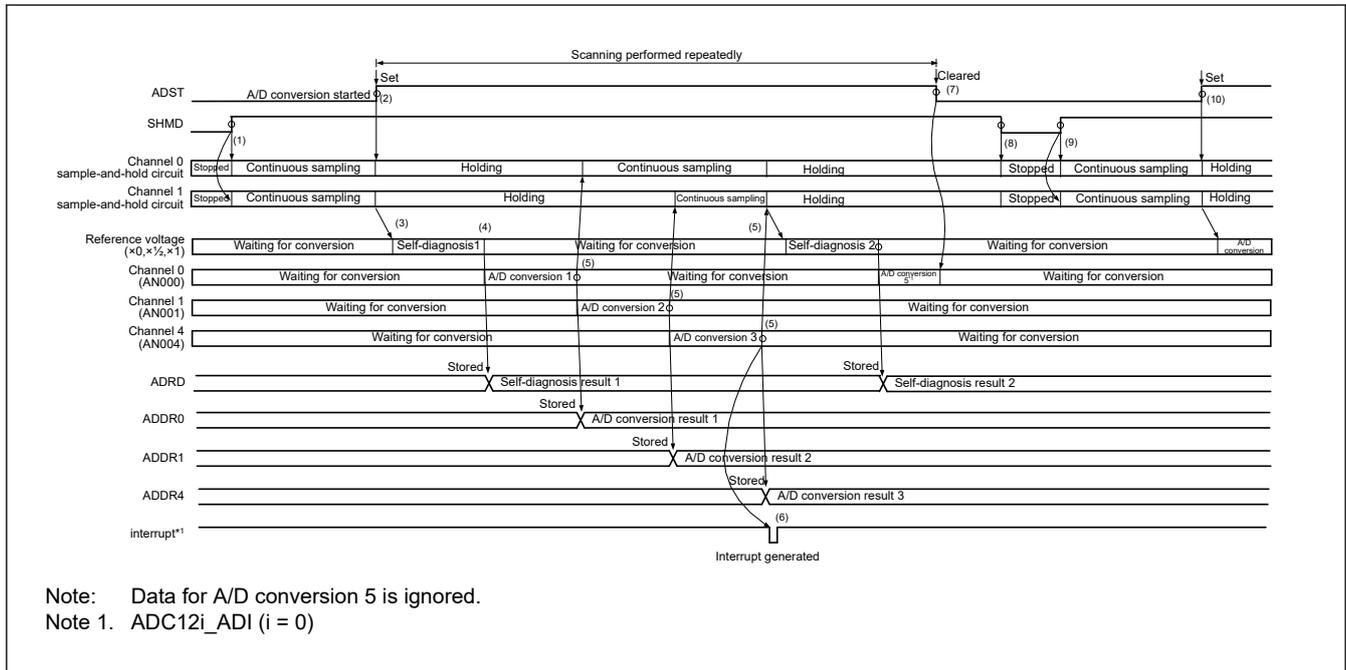 Scanning performed repeatedly
Set Cleared Set
ADST A/D conversion started (2) (7) (10)
SHMD (1) (8) (9)
Channel 0
sample-and-hold circuit Stopped Continuous sampling Holding Continuous sampling Holding Stopped Continuous sampling Holding
Channel 1
sample-and-hold circuit Stopped Continuous sampling Holding Continuous sampling Holding Stopped Continuous sampling Holding
(3) (4) (5)
Reference voltage
(×0,×½,×1) Waiting for conversion Self-diagnosis1 Waiting for conversion Self-diagnosis 2 Waiting for conversion A/D conversion
(5)
Channel 0
(AN000) Waiting for conversion A/D conversion 1 Waiting for conversion A/D conversion 5 Waiting for conversion
(5)
Channel 1
(AN001) Waiting for conversion A/D conversion 2 Waiting for conversion
(5)
Channel 4
(AN004) Waiting for conversion A/D conversion 3 Waiting for conversion
Stored Stored
ADRD Self-diagnosis result 1 Self-diagnosis result 2
Stored
ADDR0 A/D conversion result 1
Stored
ADDR1 A/D conversion result 2
Stored
ADDR4 A/D conversion result 3
(6)
interrupt*1
Interrupt generated
Note: Data for A/D conversion 5 is ignored.
Note 1. ADC12i_ADI (i = 0)